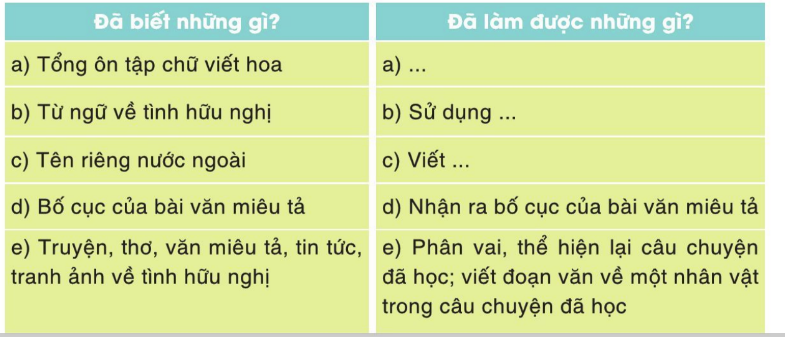 Đã biết những gì?
Đã làm được những gì?
a) Tổng ôn tập chữ viết hoa
a) ...
b) Từ ngữ về tình hữu nghị
b) Sử dụng ...
c) Tên riêng nước ngoài
c) Viết ...
d) Bố cục của bài văn miêu tả
d) Nhận ra bố cục của bài văn miêu tả
e) Truyện, thơ, văn miêu tả, tin tức,
tranh ảnh về tình hữu nghị
e) Phân vai, thể hiện lại câu chuyện
đã học; viết đoạn văn về một nhân vật
trong câu chuyện đã học